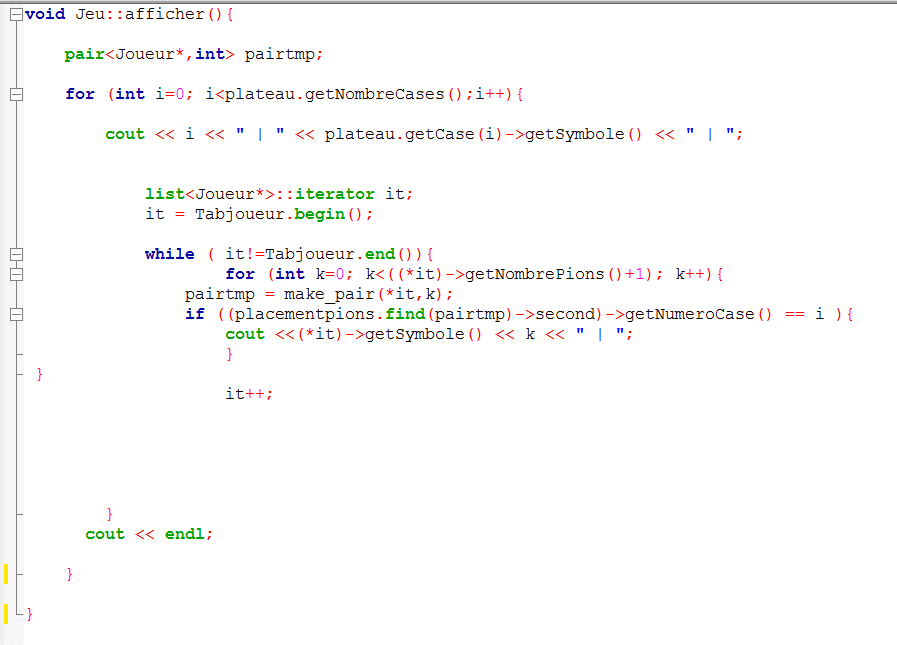 void Jeu::afficher(){
pair<Joueur*,int> pairtmp;
for (int i=0; i<plateau.getNombreCases();i++){
cout << i << " | " << plateau.getCase(i)->getSymbole() << " | ";
list<Joueur*>::iterator it;
it = Tabjoueur.begin();
while ( it!=Tabjoueur.end()){
for (int k=0; k<((*it)->getNombrePions()+1); k++){
pairtmp = make_pair(*it,k);
if ((placementpions.find(pairtmp)->second)->getNumeroCase() == i ){
cout <<(*it)->getSymbole() << k << " | ";
}
}
it++;
}
cout << endl;
}
}